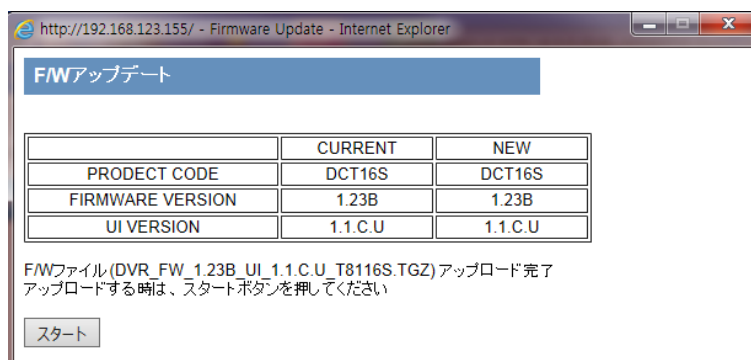 http://192.168.123.155/ - Firmware Update - Internet Explorer
F/Wアップデート
CURRENT NEW
PRODECT CODE DCT16S DCT16S
FIRMWARE VERSION 1.23B 1.23B
UI VERSION 1.1.C.U 1.1.C.U
F/Wファイル(DVR_FW_1.23B_UI_1.1.C.U_T8116S.TGZ)アップロード完了
アップロードする時は、スタートボタンを押してください
スタート